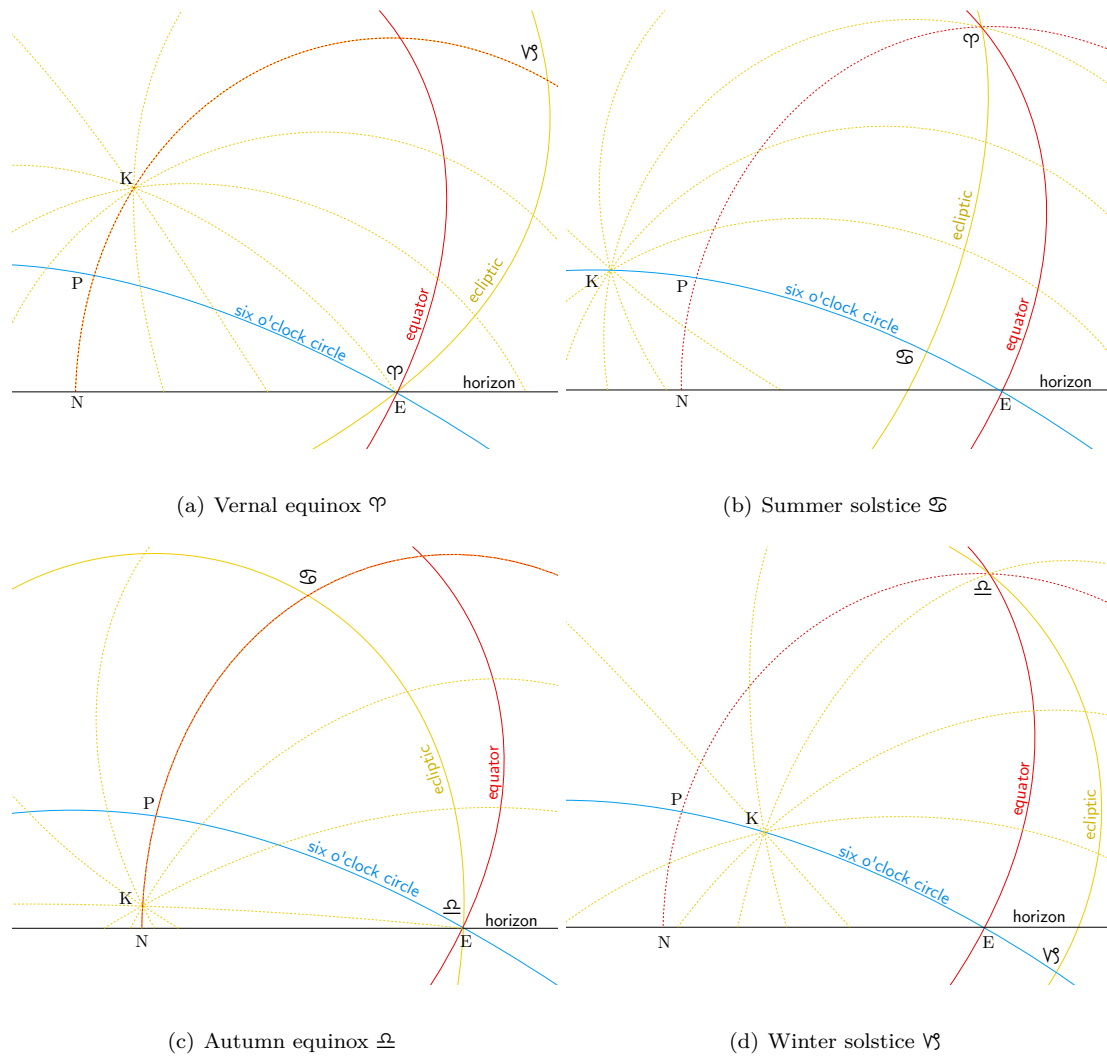 ♑
K
ecliptic
P
six o'clock circle
equator
♈
horizon
N
E
(a) Vernal equinox ♈
♈
ecliptic
K
P
six o'clock circle
equator
♋
horizon
N
E
(b) Summer solstice ♋
♋
ecliptic
equator
P
six o'clock circle
K
♎
horizon
N
E
(c) Autumn equinox ♎
♎
equator
ecliptic
P
K
six o'clock circle
horizon
N
E
♑
(d) Winter solstice ♑